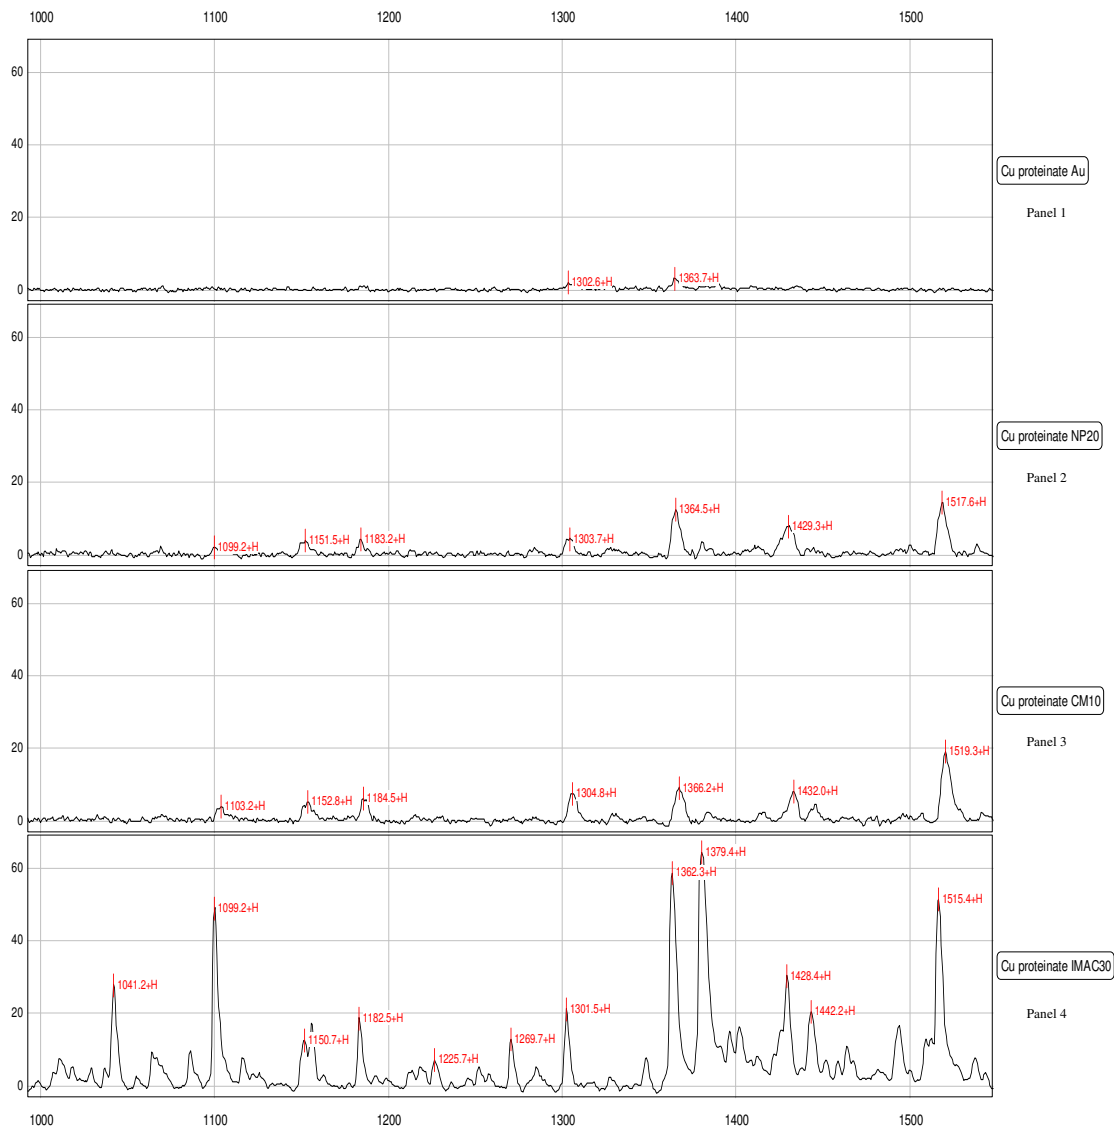 1000 1100 1200 1300 1400 1500
60
40
20
0
1302.6+H
1363.7+H
Cu proteinate Au
Panel 1
60
40
20
0
1099.2+H
1151.5+H
1183.2+H
1303.7+H
1364.5+H
1429.3+H
1517.6+H
Cu proteinate NP20
Panel 2
60
40
20
0
1103.2+H
1152.8+H
1184.5+H
1304.8+H
1366.2+H
1432.0+H
1519.3+H
Cu proteinate CM10
Panel 3
60
40
20
0
1041.2+H
1099.2+H
1150.7+H
1182.5+H
1225.7+H
1269.7+H
1301.5+H
1362.3+H
1379.4+H
1428.4+H
1442.2+H
1515.4+H
Cu proteinate IMAC30
Panel 4
1000 1100 1200 1300 1400 1500